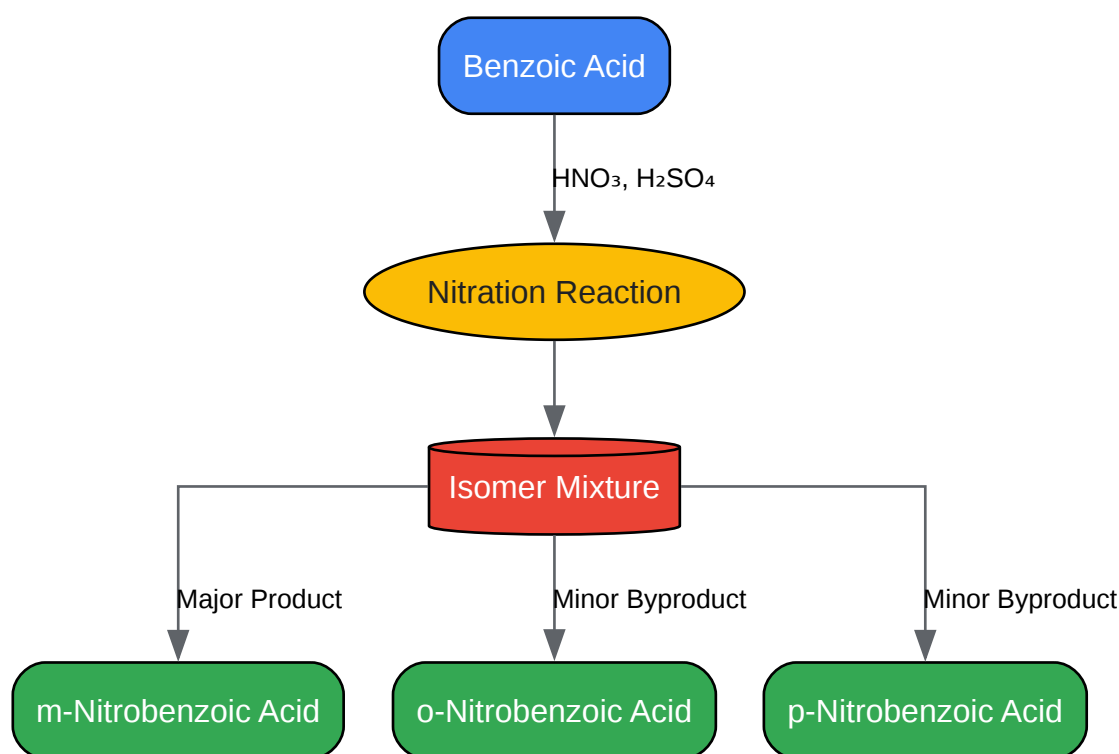 Benzoic Acid
HNO₃, H₂SO₄
Nitration Reaction
Isomer Mixture
Major Product
Minor Byproduct
Minor Byproduct
m-Nitrobenzoic Acid
o-Nitrobenzoic Acid
p-Nitrobenzoic Acid